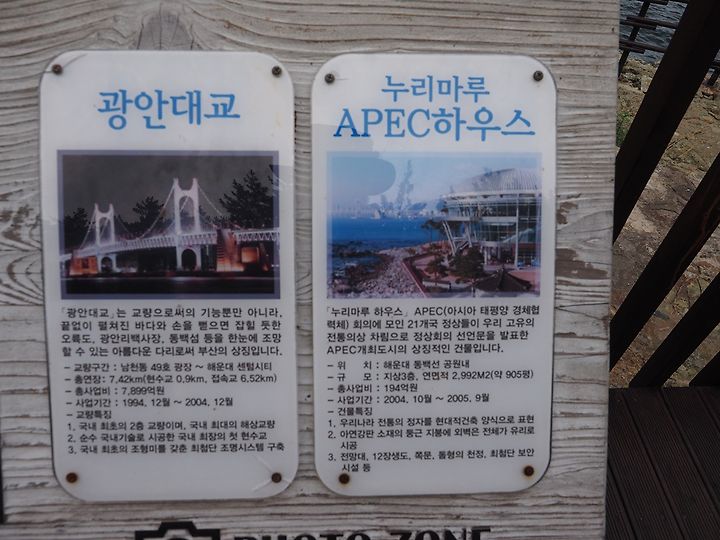 광안대교
「광안대교」는 교량으로써의 기능뿐만 아니라,
끝없이 펼쳐진 바다와 손을 뻗으면 잡힐 듯한
오륙도, 광안리백사장, 동백섬 등을 한눈에 조망
할 수 있는 아름다운 다리로써 부산의 상징입니다.
- 교량구간 : 남천동 49호 광장 ~ 해운대 센텀시티
- 총연장: 7.42km(현수교 0.9km, 접속교 6.52km)
- 총사업비 : 7,899억원
- 사업기간 : 1994. 12월 ~ 2004. 12월
- 교량특징
1. 국내 최초의 2층 교량이며, 국내 최대의 해상교량
2. 순수 국내기술로 시공한 국내 최장의 첫 현수교
3. 국내 최초의 조형미를 갖춘 최첨단 조명시스템 구축
누리마루
APEC하우스
「누리마루 하우스」 APEC(아시아 태평양 경제협
력체) 회의에 모인 21개국 정상들이 우리 고유의
전통의상 차림으로 정상회의 선언문을 발표한
APEC개최도시의 상징적인 건물입니다.
- 위 치 : 해운대 동백선 공원내
- 규 모 : 지상3층, 연면적 2,992M2(약 905평)
- 총사업비 : 194억원
- 사업기간 : 2004. 10월 ~ 2005. 9월
- 건물특징
1. 우리나라 전통의 정자를 현대적건축 양식으로 표현
2. 아연강판 소재의 둥근 지붕에 외벽은 전체가 유리로
시공
3. 전망대, 12장생도, 쪽문, 돌형의 천정, 최첨단 보안
시설 등
PHOTO ZONE